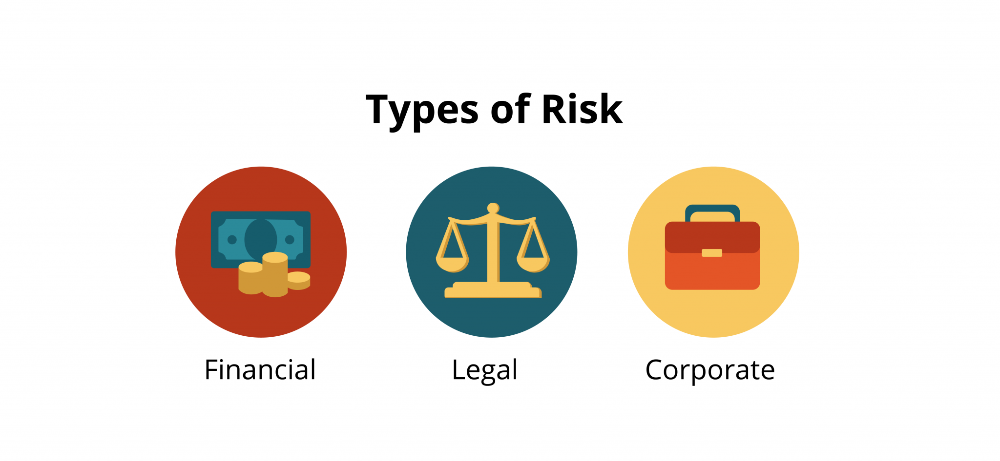 Types of Risk
Financial
Legal
Corporate